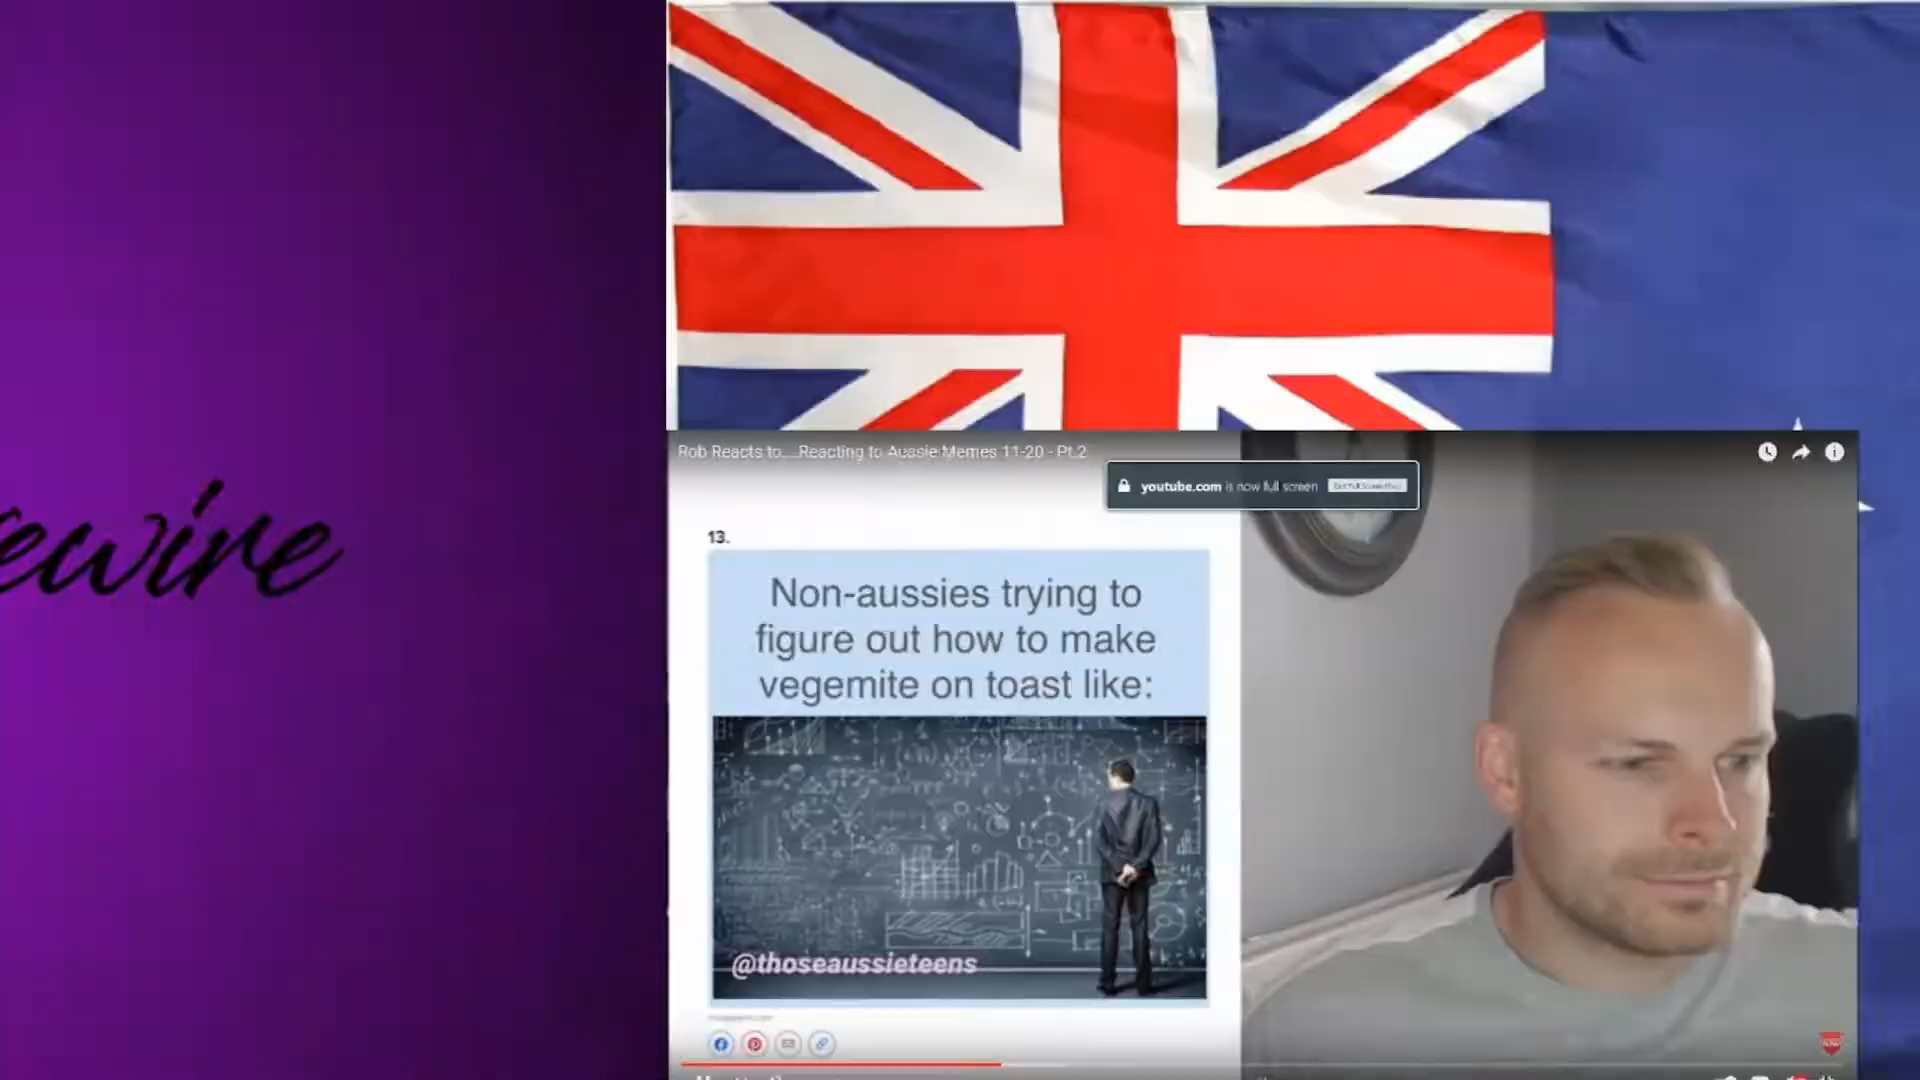 ewire
Rob Reacts to... Reacting to Aussie Memes 11-20 - Pt.2
youtube.com is now full screen
13.
Non-aussies trying to
figure out how to make
vegemite on toast like:
@thoseaussieteens